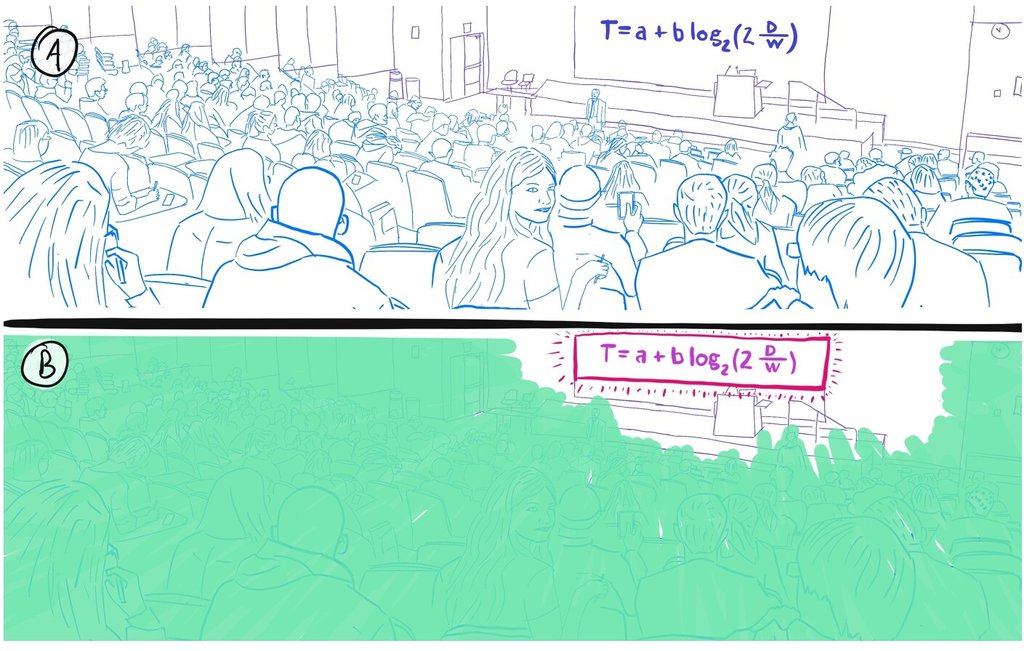 A
T = a + b log₂(2 D/W)
B
T = a + b log₂(2 D/W)